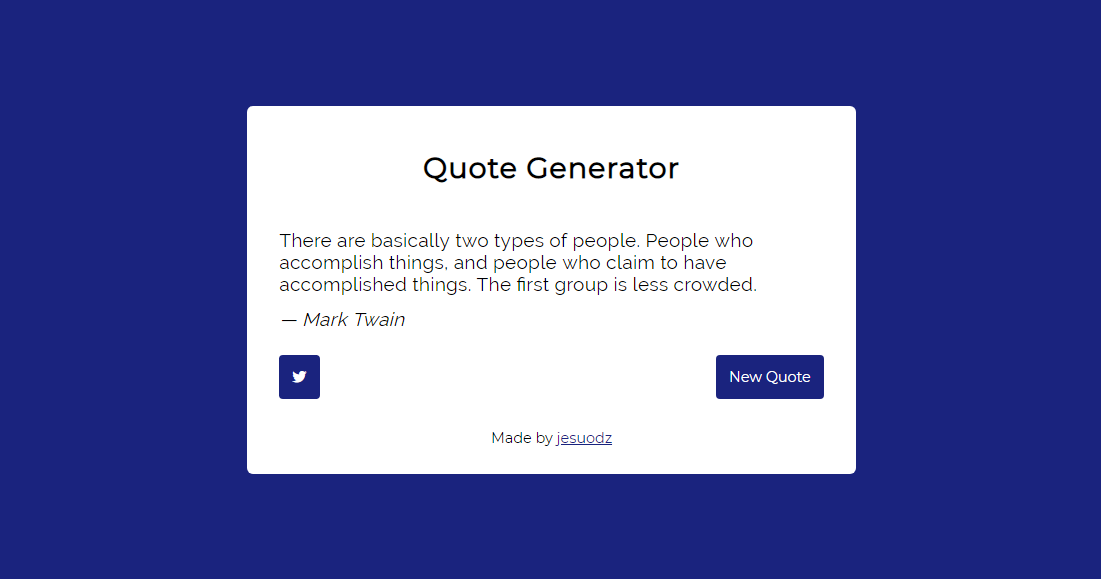 Quote Generator
There are basically two types of people. People who
accomplish things, and people who claim to have
accomplished things. The first group is less crowded.
— Mark Twain
New Quote
Made by jesuodz